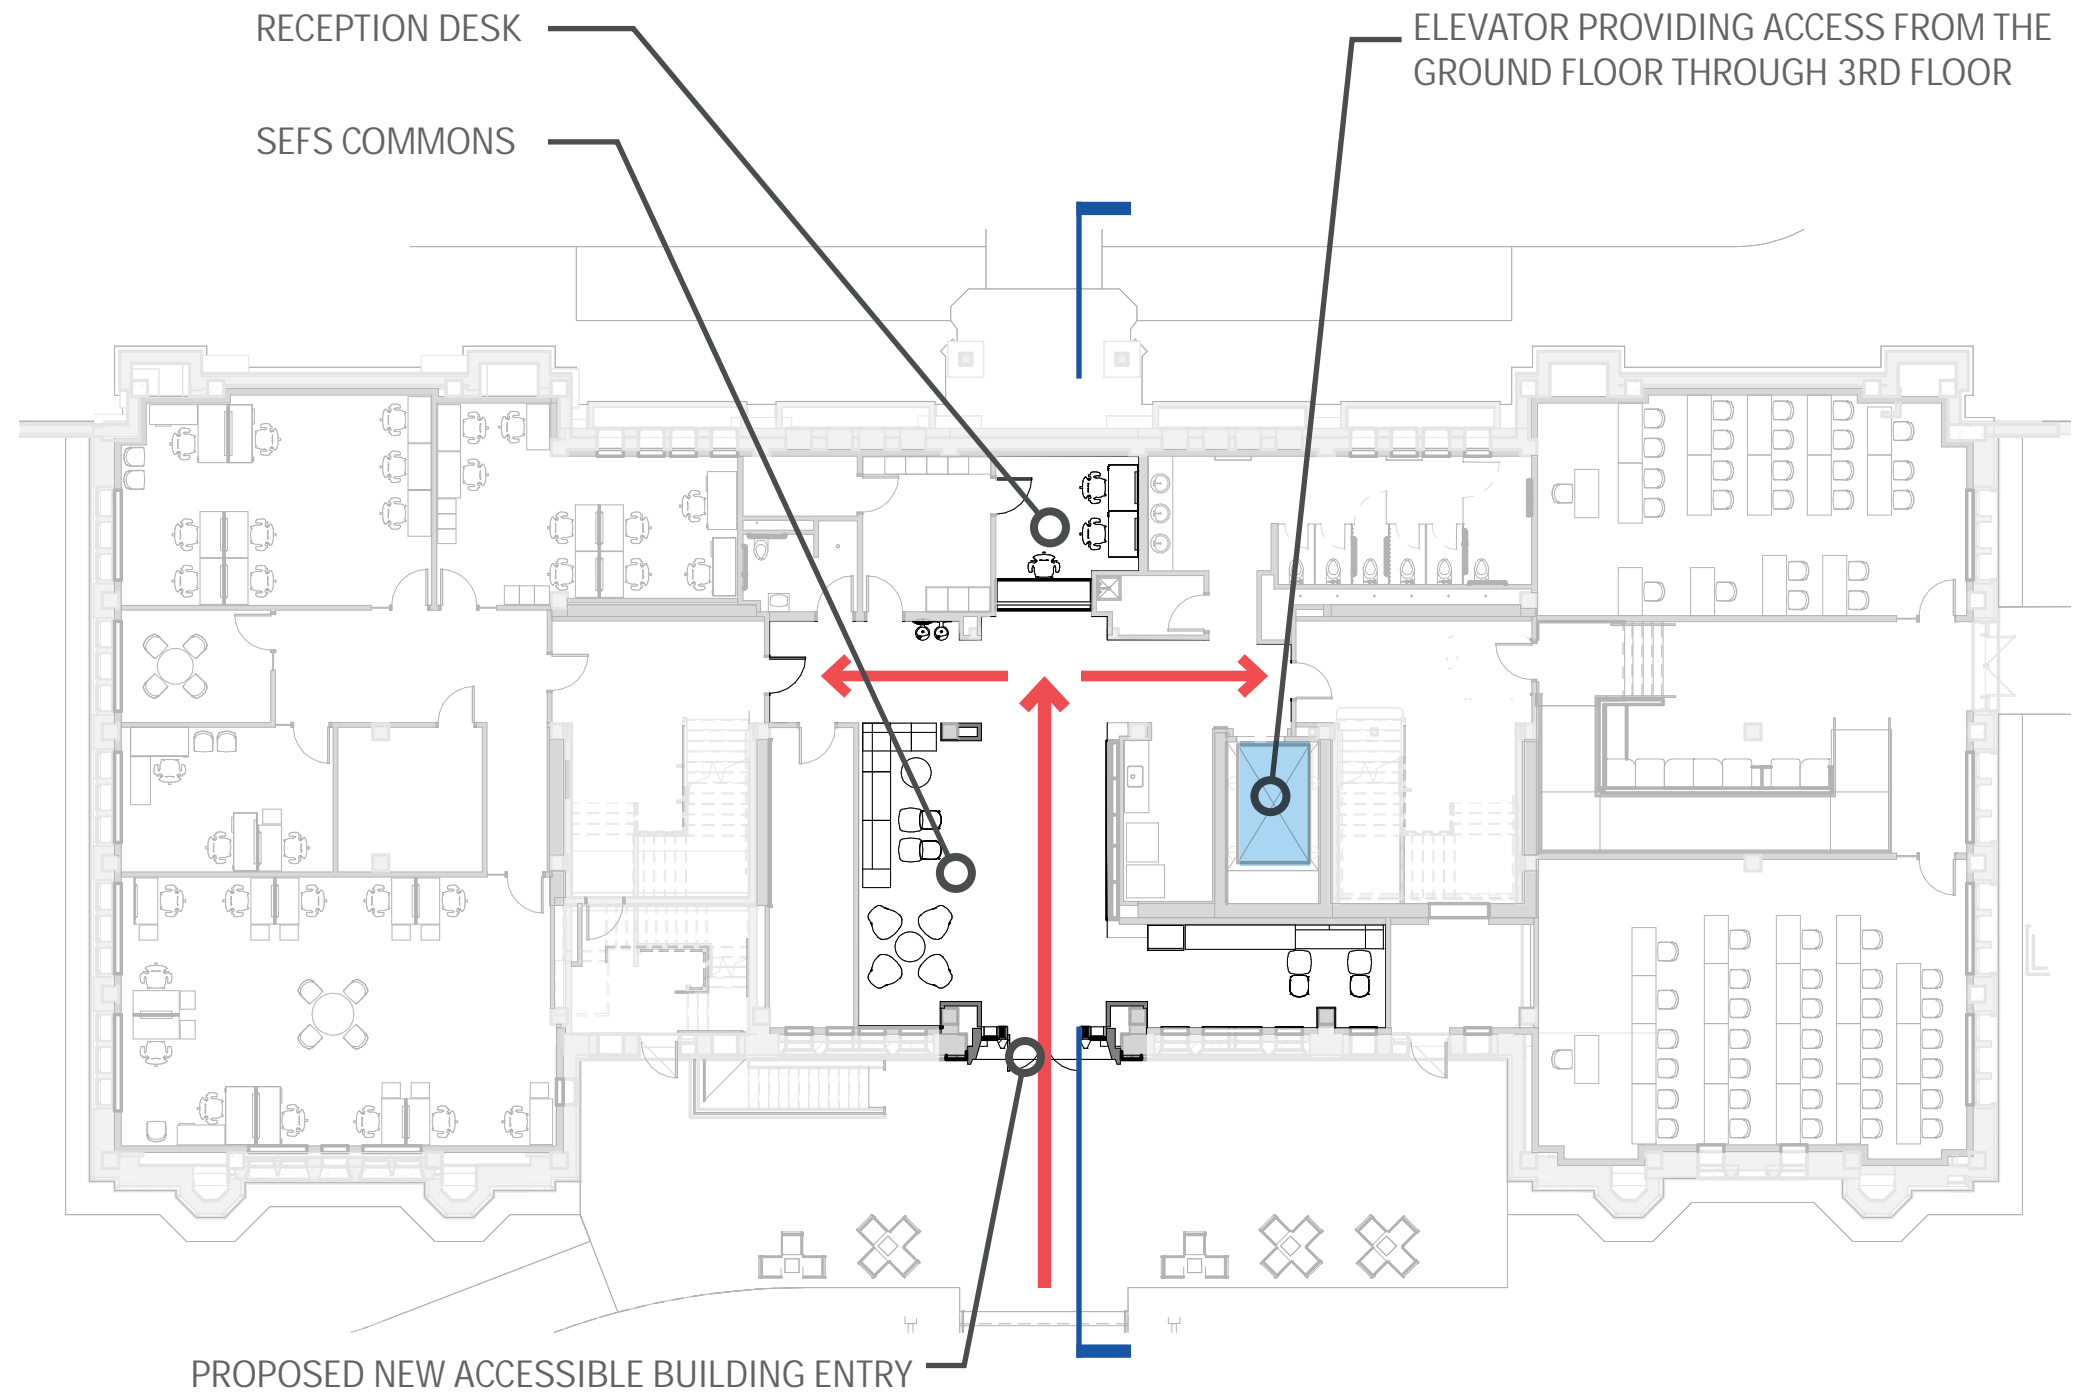 RECEPTION DESK
ELEVATOR PROVIDING ACCESS FROM THE
GROUND FLOOR THROUGH 3RD FLOOR
SEFS COMMONS
PROPOSED NEW ACCESSIBLE BUILDING ENTRY